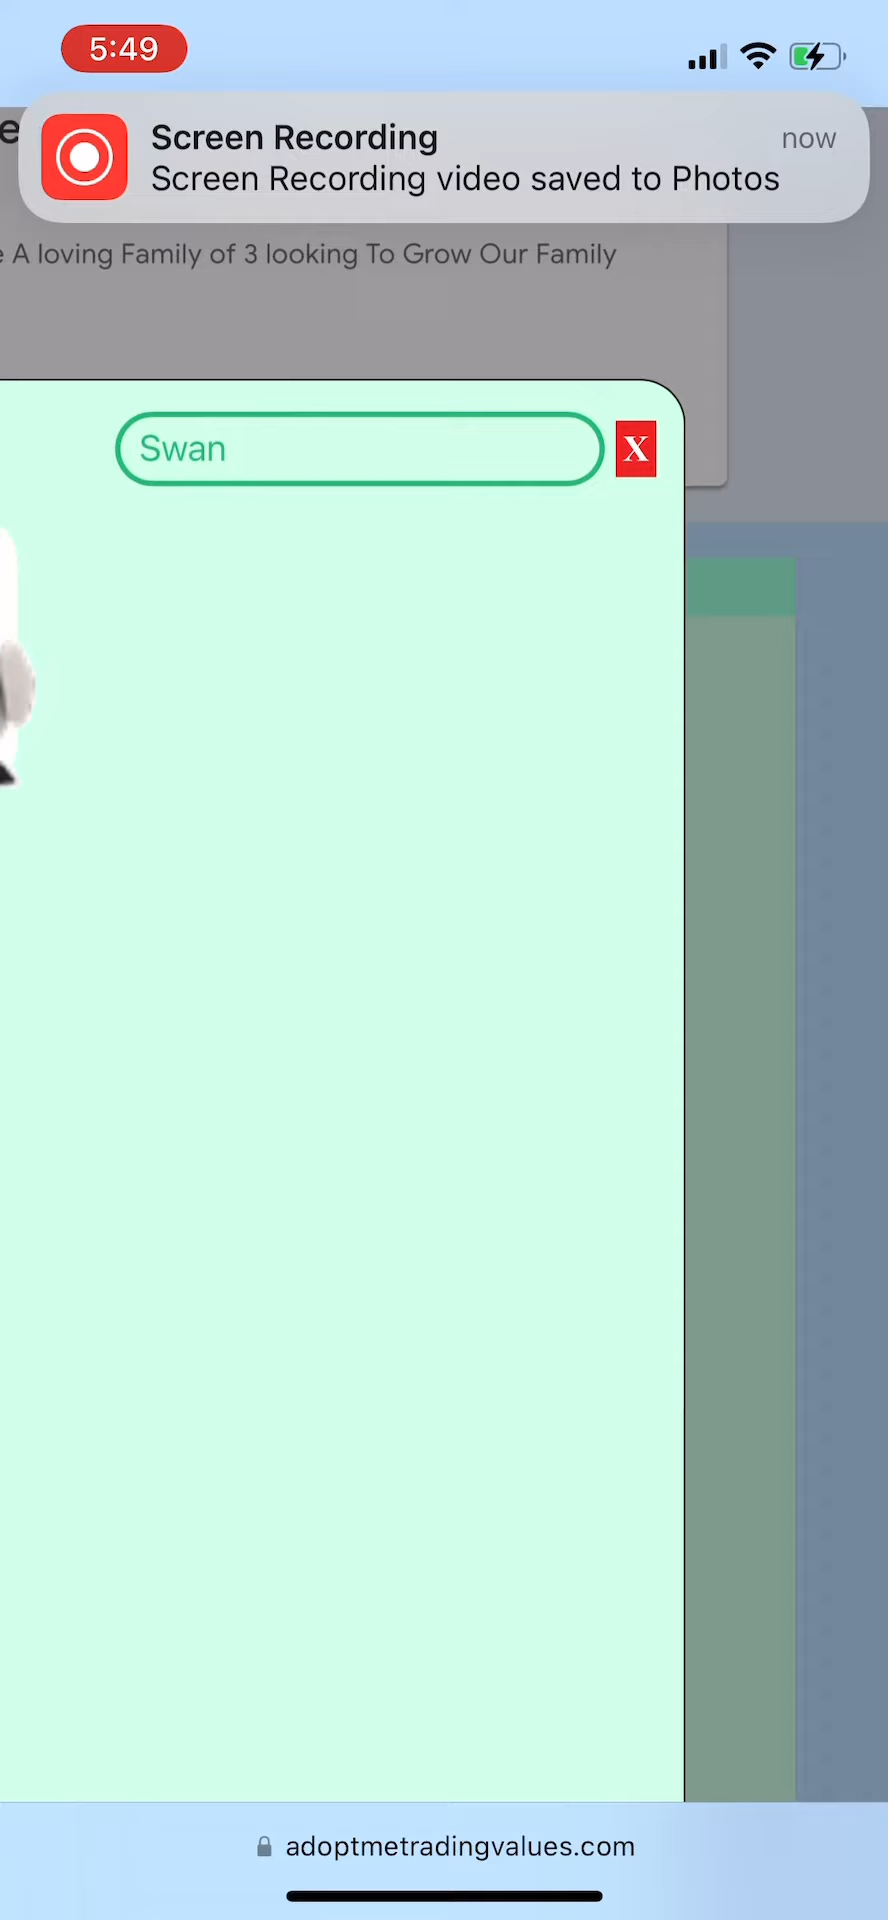 5:49
Screen Recording
now
Screen Recording video saved to Photos
e
e A loving Family of 3 looking To Grow Our Family
Swan
X
adoptmetradingvalues.com